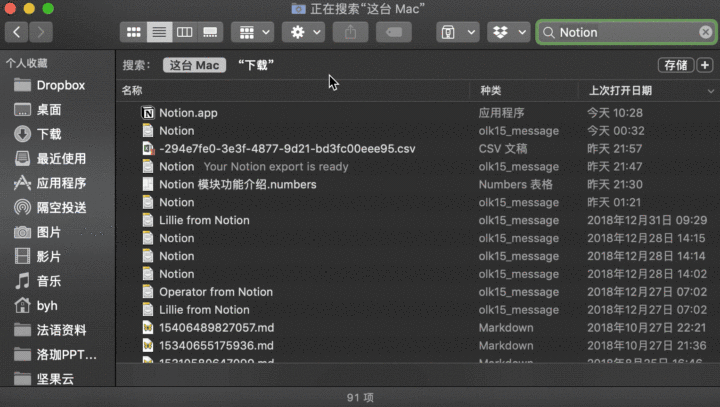 正在搜索“这台 Mac”
Notion
个人收藏
Dropbox
桌面
下载
最近使用
应用程序
隔空投送
图片
影片
音乐
byh
法语资料
洛珈PPT...
坚果云
搜索： 这台 Mac “下载” 存储 +
名称 种类 上次打开日期
Notion.app 应用程序 今天 10:28
Notion olk15_message 今天 00:32
-294e7fe0-3e3f-4877-9d21-bd3fc00eee95.csv CSV 文稿 昨天 21:57
Notion Your Notion export is ready olk15_message 昨天 21:47
Notion 模块功能介绍.numbers Numbers 表格 昨天 21:30
Notion olk15_message 昨天 01:21
Lillie from Notion olk15_message 2018年12月31日 09:29
Notion olk15_message 2018年12月28日 14:15
Notion olk15_message 2018年12月28日 14:14
Notion olk15_message 2018年12月28日 14:02
Operator from Notion olk15_message 2018年12月27日 07:02
Lillie from Notion olk15_message 2018年12月27日 07:02
15406489827057.md Markdown 2018年10月27日 22:21
15340655175936.md Markdown 2018年10月27日 21:36
Markdown 2018年8月25日 16:46
91 项